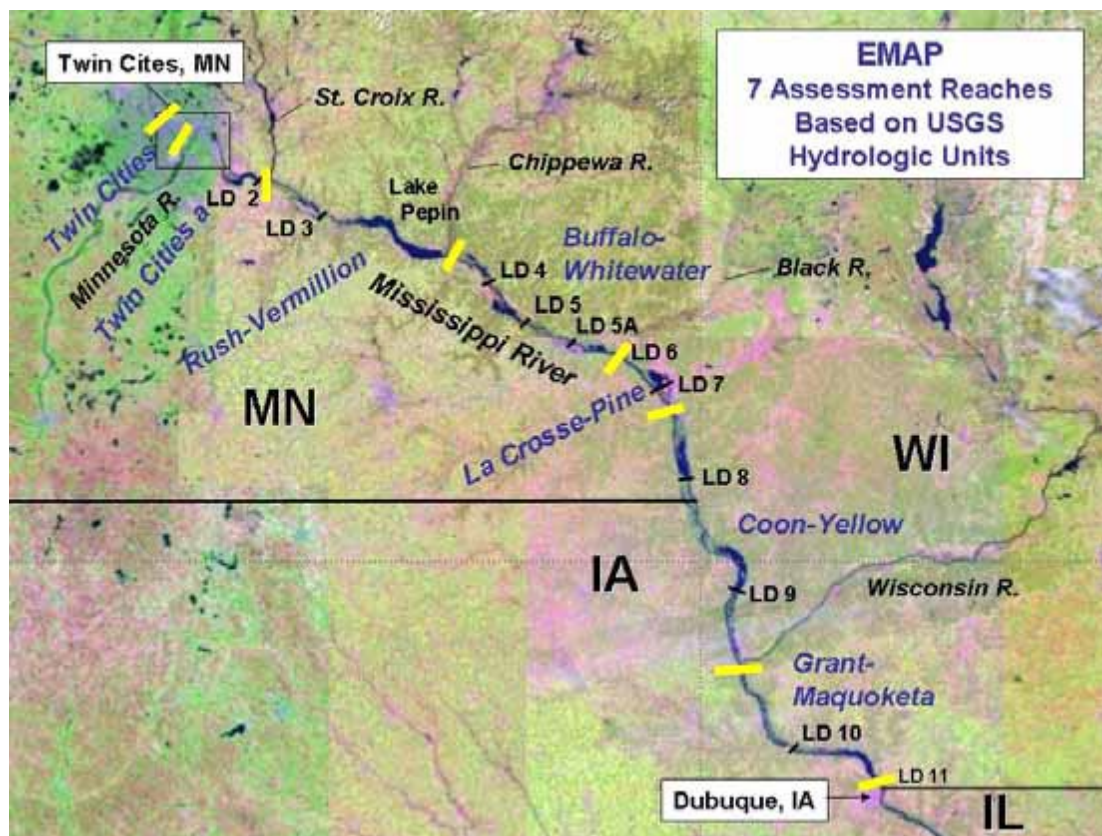 Twin Cites, MN
EMAP
7 Assessment Reaches
Based on USGS
Hydrologic Units
St. Croix R.
Chippewa R.
Twin Cities
Minnesota R.
Twin Cities a
LD 2
LD 3
Lake
Pepin
Buffalo-
Whitewater
Black R.
LD 4
LD 5
LD 5A
LD 6
LD 7
Rush-Vermillion
Mississippi River
MN
La Crosse-Pine
WI
LD 8
Coon-Yellow
IA
LD 9
Wisconsin R.
Grant-
Maquoketa
LD 10
LD 11
Dubuque, IA
IL